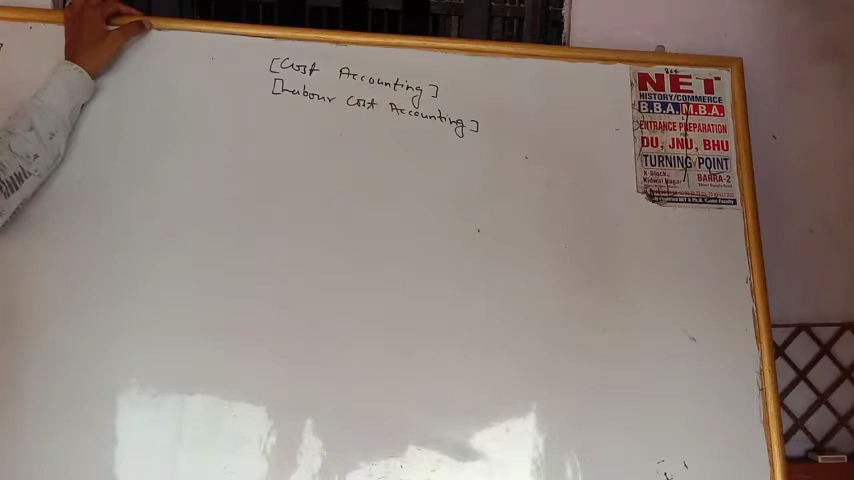 [Cost Accounting]
[Labour Cost Accounting]
NET
HISTORY/COMMERCE
B.B.A, M.B.A.
ENTRANCE PREPARATION
DU, JNU, BHU
TURNING POINT
K-Block,
Kidwai Nagar
BARRA-2